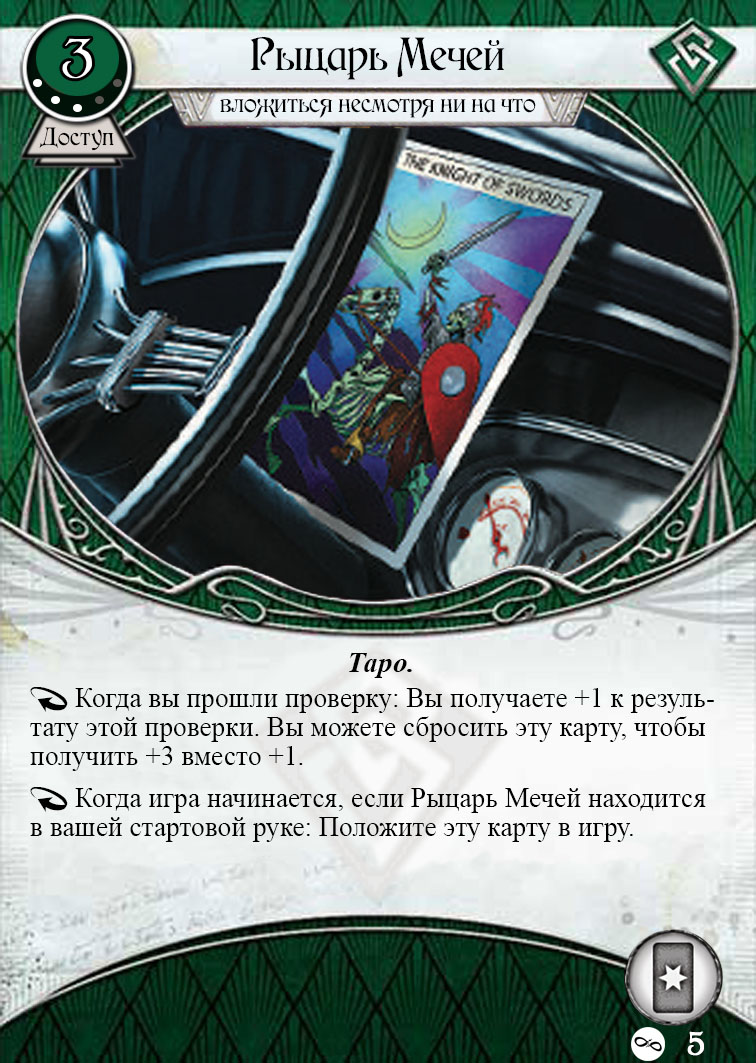 3
Рыцарь Мечей
вложиться несмотря ни на что
Доступ
THE KNIGHT OF SWORDS
Таро.
Когда вы прошли проверку: Вы получаете +1 к резуль-
тату этой проверки. Вы можете сбросить эту карту, чтобы
получить +3 вместо +1.
Когда игра начинается, если Рыцарь Мечей находится
в вашей стартовой руке: Положите эту карту в игру.
5